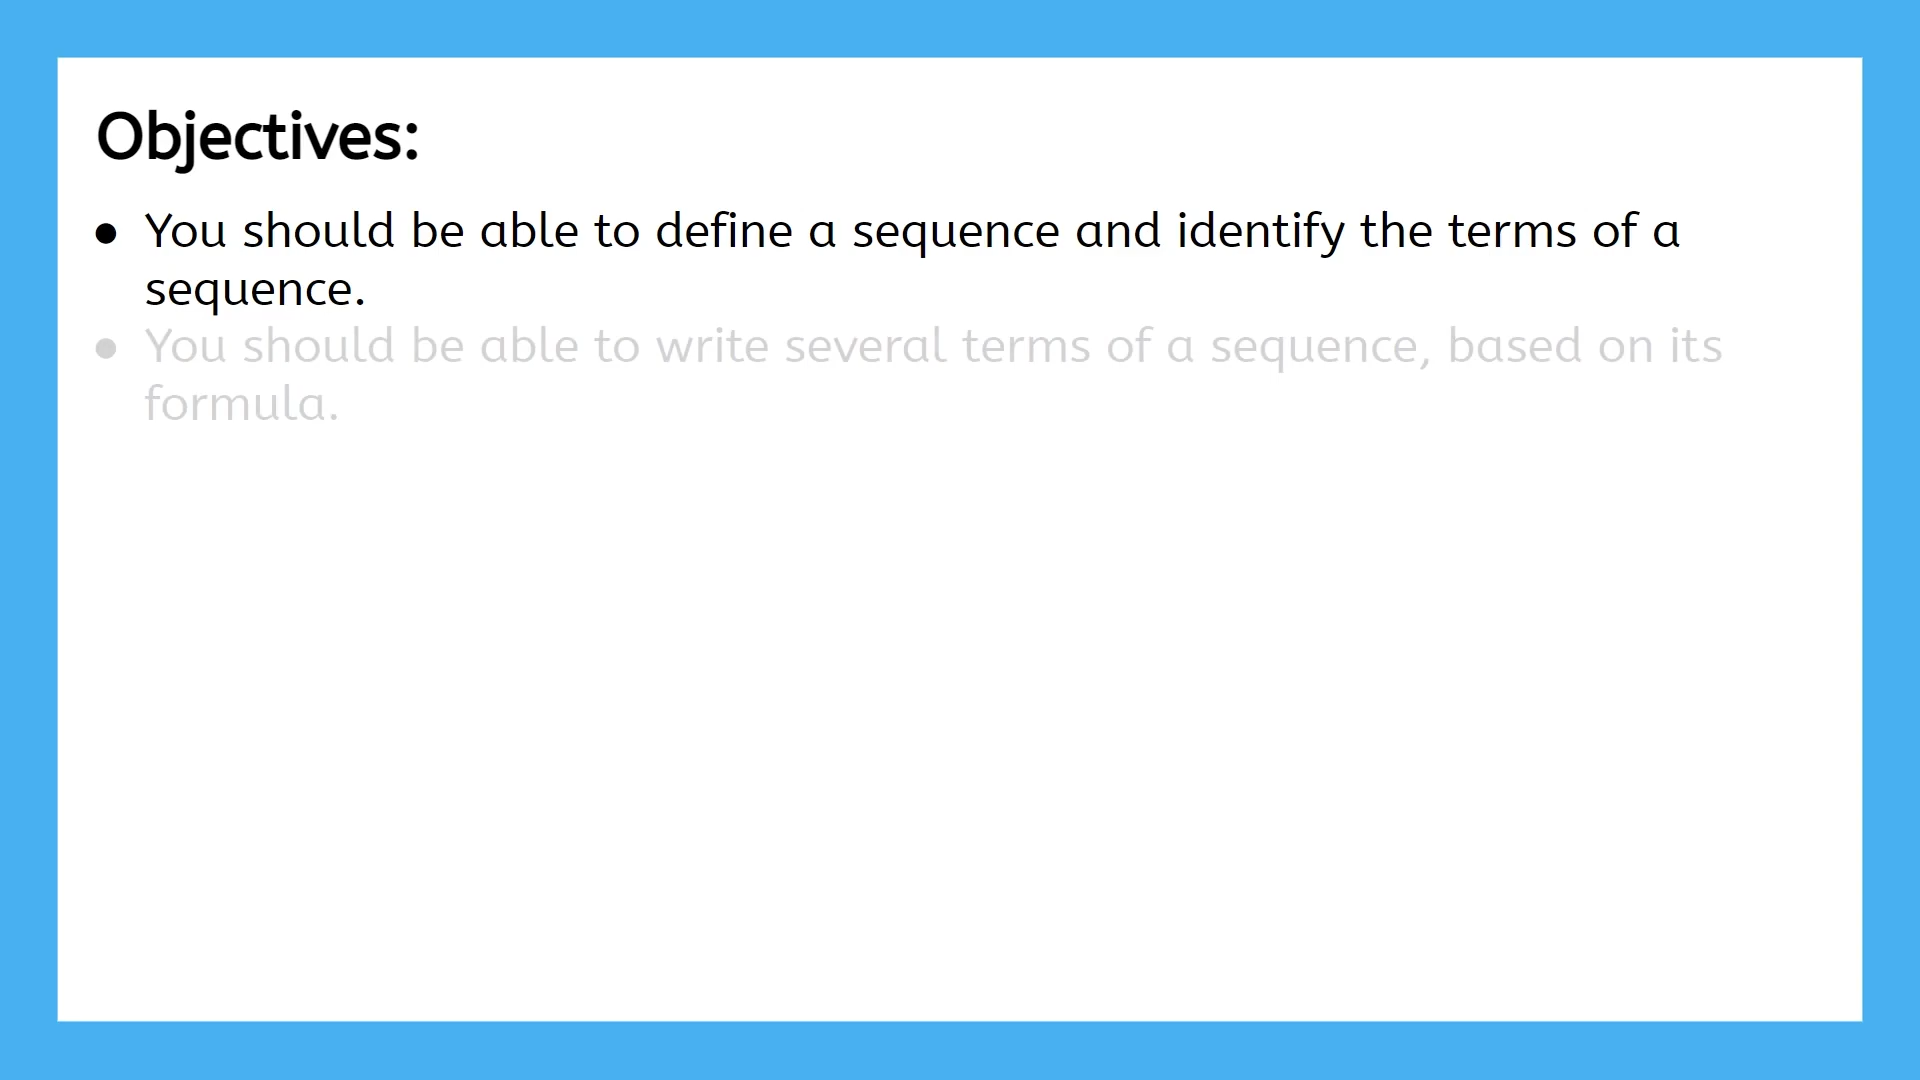 Objectives:
● You should be able to define a sequence and identify the terms of a
sequence.
● You should be able to write several terms of a sequence, based on its
formula.